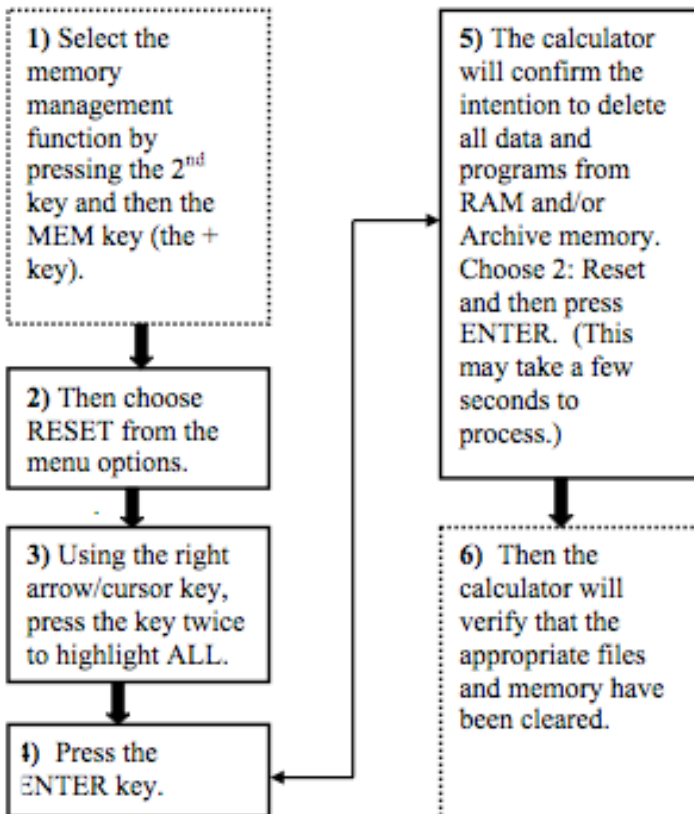 1) Select the
memory
management
function by
pressing the 2nd
key and then the
MEM key (the +
key).
2) Then choose
RESET from the
menu options.
3) Using the right
arrow/cursor key,
press the key twice
to highlight ALL.
4) Press the
ENTER key.
5) The calculator
will confirm the
intention to delete
all data and
programs from
RAM and/or
Archive memory.
Choose 2: Reset
and then press
ENTER. (This
may take a few
seconds to
process.)
6) Then the
calculator will
verify that the
appropriate files
and memory have
been cleared.